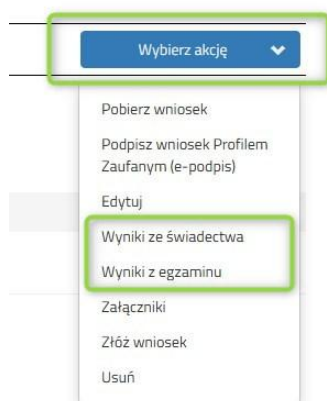 Wybierz akcję
Pobierz wniosek
Podpisz wniosek Profilem
Zaufanym (e-podpis)
Edytuj
Wyniki ze świadectwa
Wyniki z egzaminu
Załączniki
Złóż wniosek
Usuń